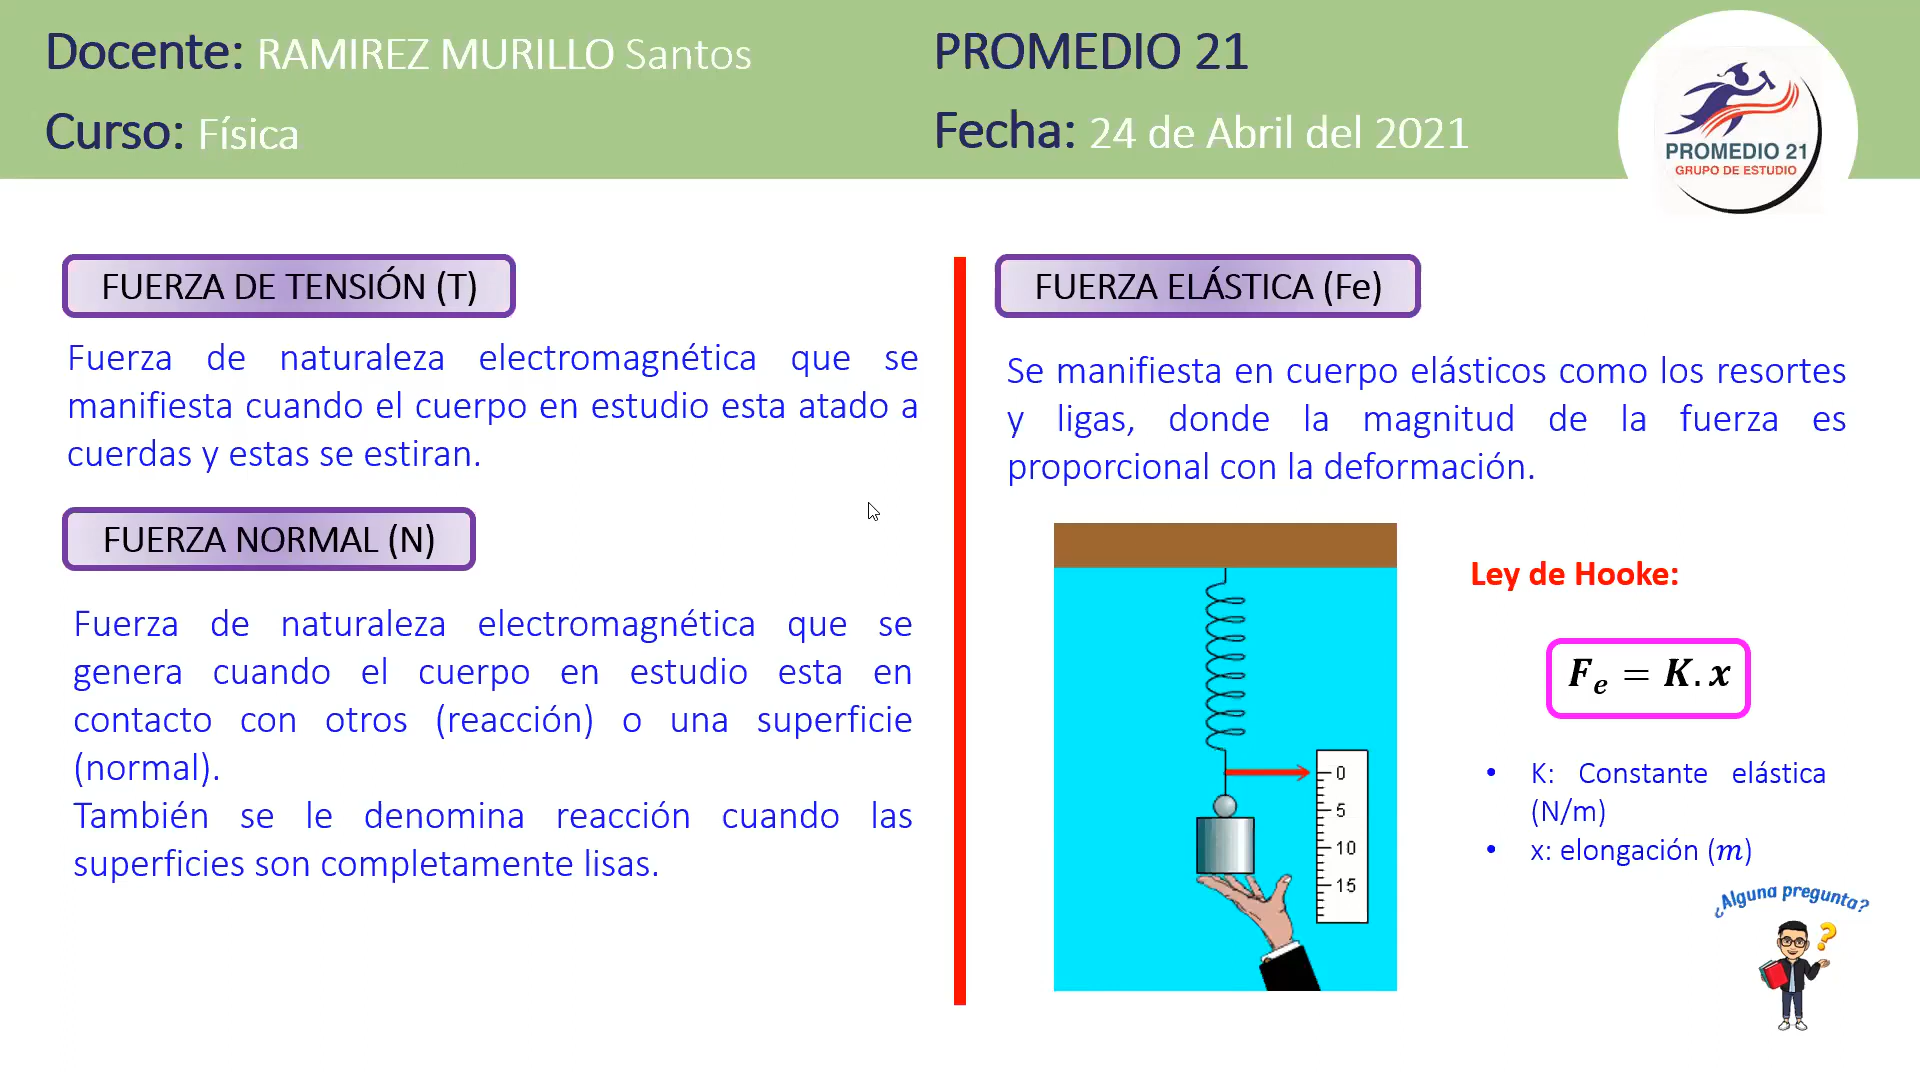 Docente: RAMIREZ MURILLO Santos
Curso: Física
PROMEDIO 21
Fecha: 24 de Abril del 2021
PROMEDIO 21
GRUPO DE ESTUDIO
FUERZA DE TENSIÓN (T)
Fuerza de naturaleza electromagnética que se
manifiesta cuando el cuerpo en estudio esta atado a
cuerdas y estas se estiran.
FUERZA NORMAL (N)
Fuerza de naturaleza electromagnética que se
genera cuando el cuerpo en estudio esta en
contacto con otros (reacción) o una superficie
(normal).
También se le denomina reacción cuando las
superficies son completamente lisas.
FUERZA ELÁSTICA (Fe)
Se manifiesta en cuerpo elásticos como los resortes
y ligas, donde la magnitud de la fuerza es
proporcional con la deformación.
0
5
10
15
Ley de Hooke:
Fₑ = K.x
• K: Constante elástica
(N/m)
• x: elongación (m)
¿Alguna pregunta?
?